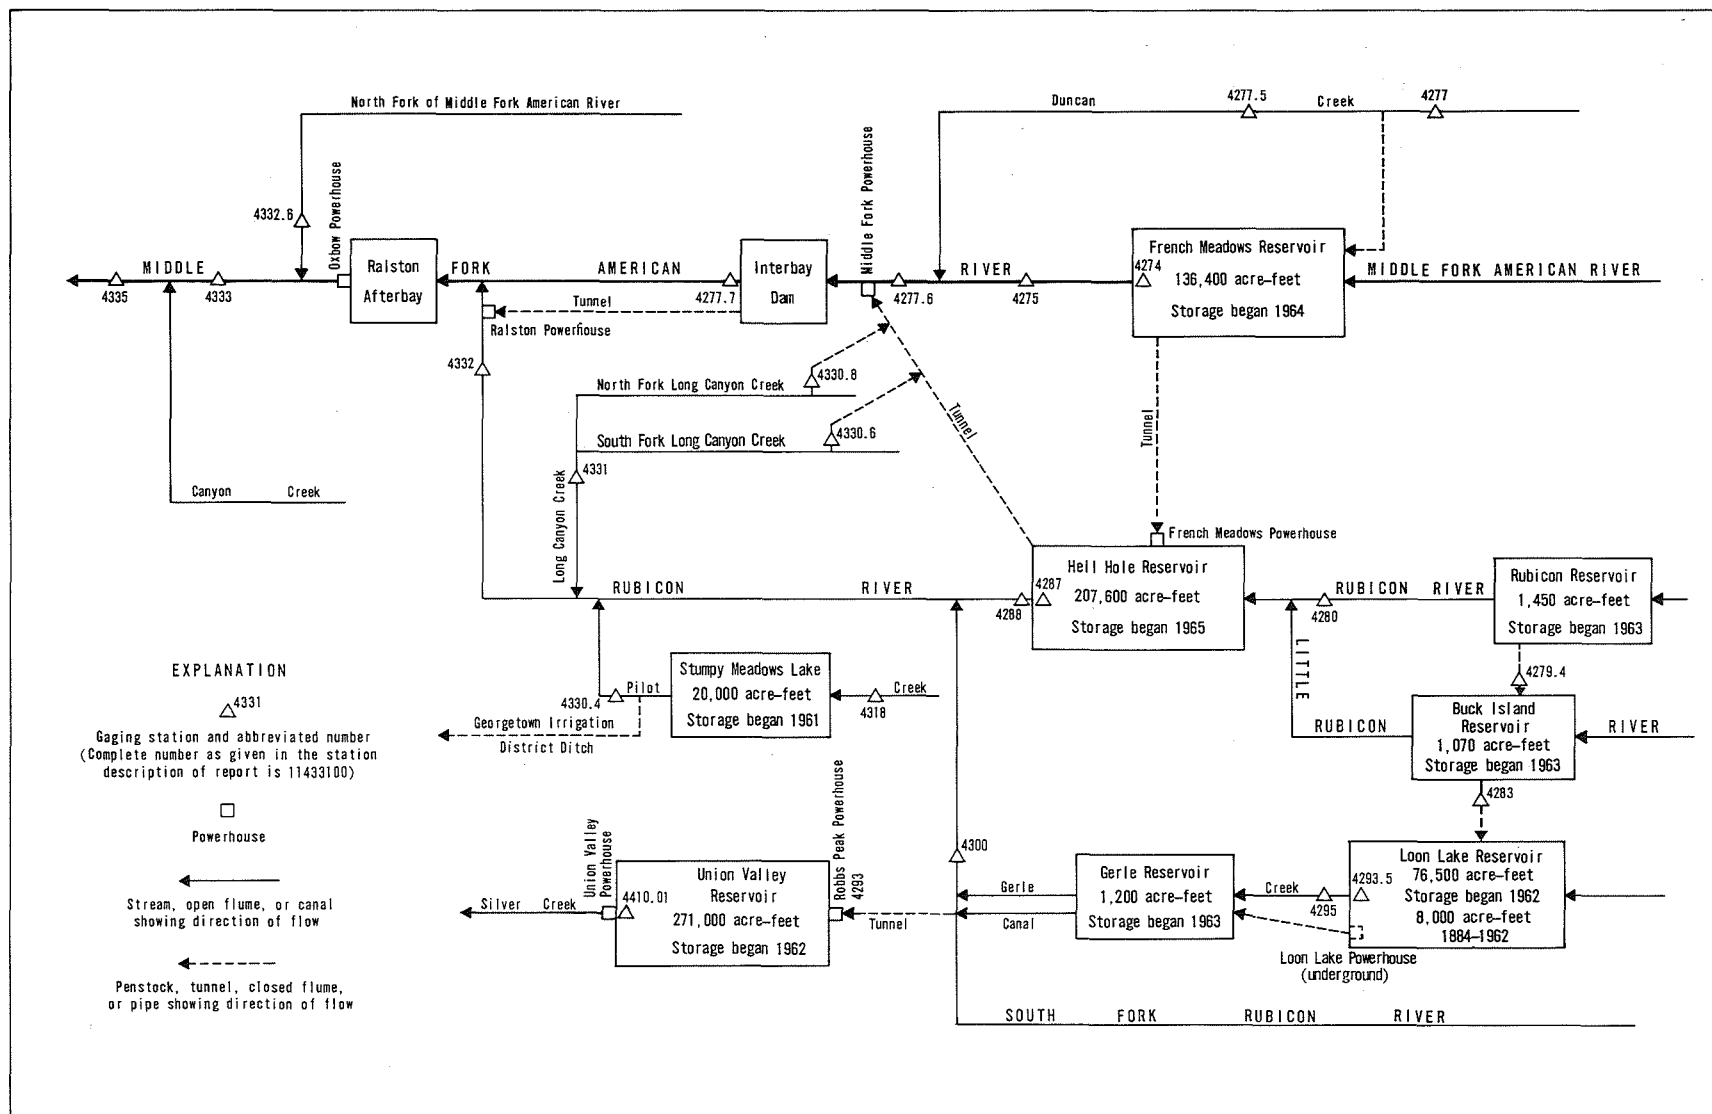 North Fork of Middle Fork American River
Duncan
4277.5
Creek
4277
4332.6
Oxbow Powerhouse
Middle Fork Powerhouse
MIDDLE
4335
4333
Ralston
Afterbay
FORK
AMERICAN
4277.7
Interbay
Dam
4277.6
RIVER
4275
French Meadows Reservoir
4274
136,400 acre-feet
Storage began 1964
MIDDLE FORK AMERICAN RIVER
Tunnel
Ralston Powerhouse
4332
North Fork Long Canyon Creek
4330.8
South Fork Long Canyon Creek
4330.6
Tunnel
Tunnel
4331
Long Canyon Creek
Canyon Creek
French Meadows Powerhouse
RUBICON RIVER
4288
Hell Hole Reservoir
4287
207,600 acre-feet
Storage began 1965
4280
RUBICON RIVER
Rubicon Reservoir
1,450 acre-feet
Storage began 1963
LITTLE
RUBICON
4279.4
Buck Island
Reservoir
1,070 acre-feet
Storage began 1963
RIVER
4283
4330.4
Pilot
Stumpy Meadows Lake
20,000 acre-feet
Storage began 1961
Creek
4318
Georgetown Irrigation
District Ditch
EXPLANATION
4331
Gaging station and abbreviated number
(Complete number as given in the station
description of report is 11433100)
Powerhouse
Stream, open flume, or canal
showing direction of flow
Penstock, tunnel, closed flume,
or pipe showing direction of flow
Silver Creek
Union Valley
Powerhouse
4410.01
Union Valley
Reservoir
271,000 acre-feet
Storage began 1962
Robbs Peak Powerhouse
4293
Tunnel
4300
Gerle
Canal
Gerle Reservoir
1,200 acre-feet
Storage began 1963
Creek
4295
4293.5
Loon Lake Reservoir
76,500 acre-feet
Storage began 1962
8,000 acre-feet
1884-1962
Loon Lake Powerhouse
(underground)
SOUTH FORK RUBICON RIVER